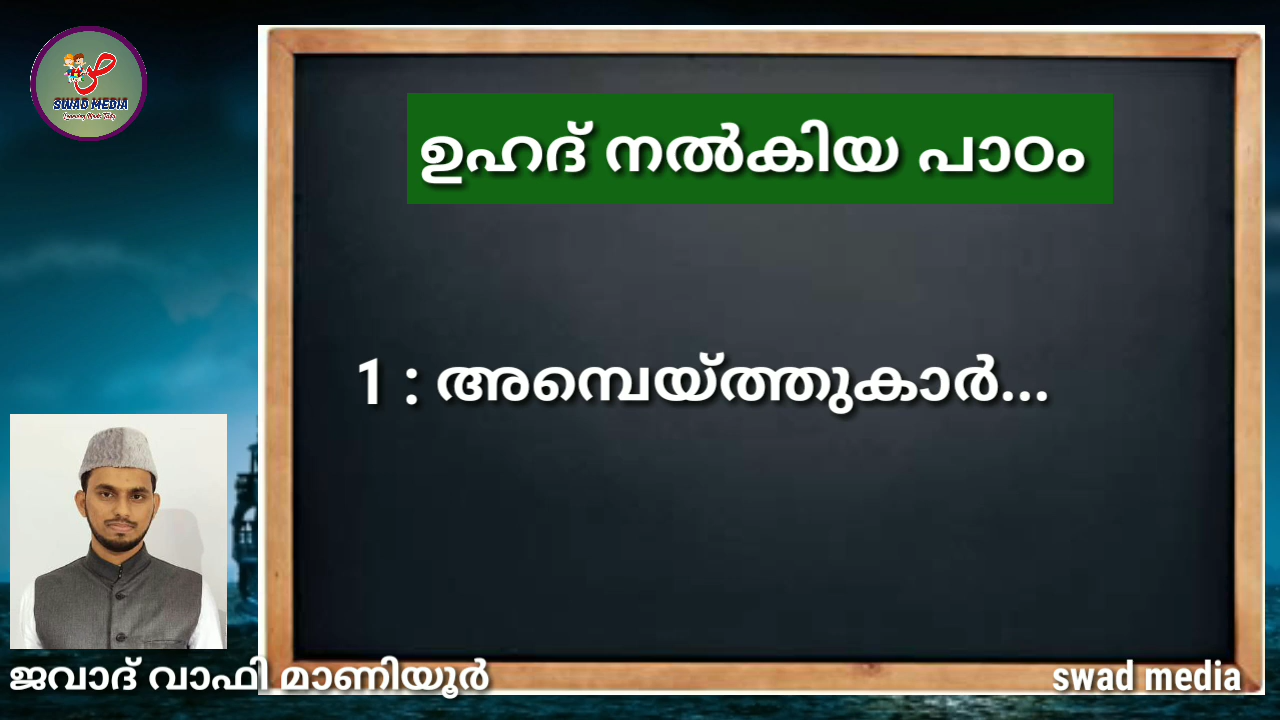 SWAD MEDIA
ഉഹദ് നൽകിയ പാഠം
1 : അമ്പെയ്ത്തുകാർ...
ജവാദ് വാഫി മാണിയൂർ
swad media